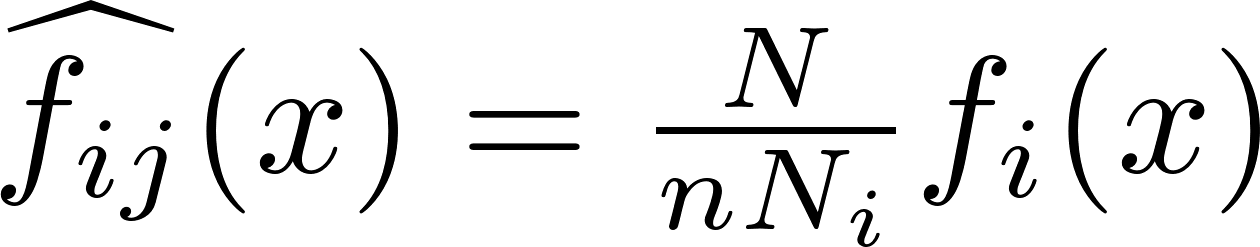 $\widehat{f_{ij}}(x) = \frac{N}{nN_i} f_i(x)$